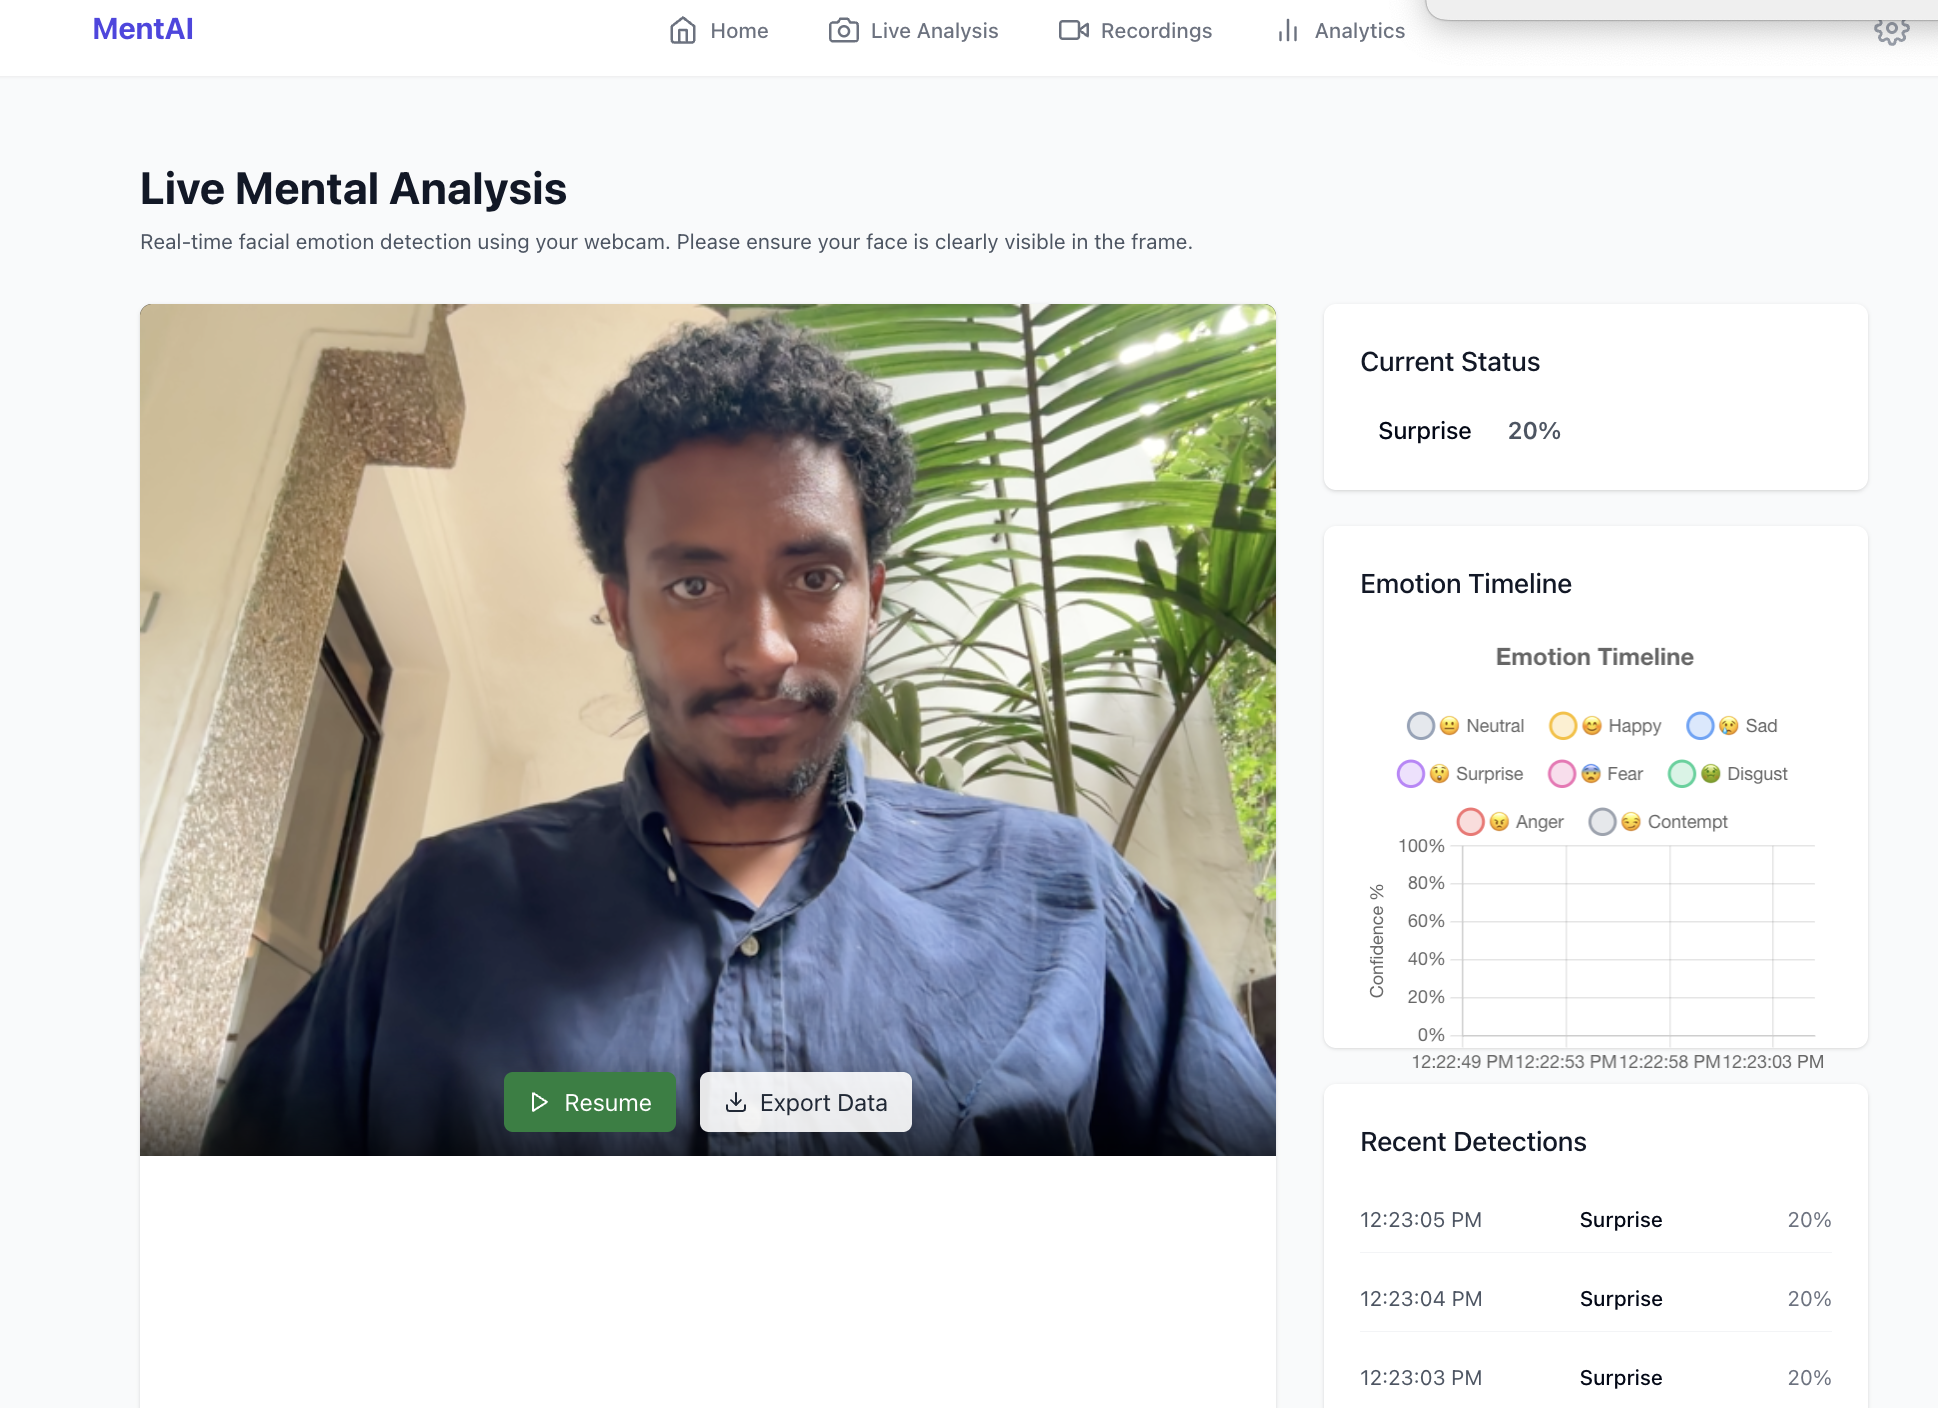 MentAI
Home
Live Analysis
Recordings
Analytics
Live Mental Analysis
Real-time facial emotion detection using your webcam. Please ensure your face is clearly visible in the frame.
Resume
Export Data
Current Status
Surprise 20%
Emotion Timeline
Emotion Timeline
Neutral Happy Sad
Surprise Fear Disgust
Anger Contempt
Confidence %
100%
80%
60%
40%
20%
0%
12:22:49 PM 12:22:53 PM 12:22:58 PM 12:23:03 PM
Recent Detections
12:23:05 PM Surprise 20%
12:23:04 PM Surprise 20%
12:23:03 PM Surprise 20%